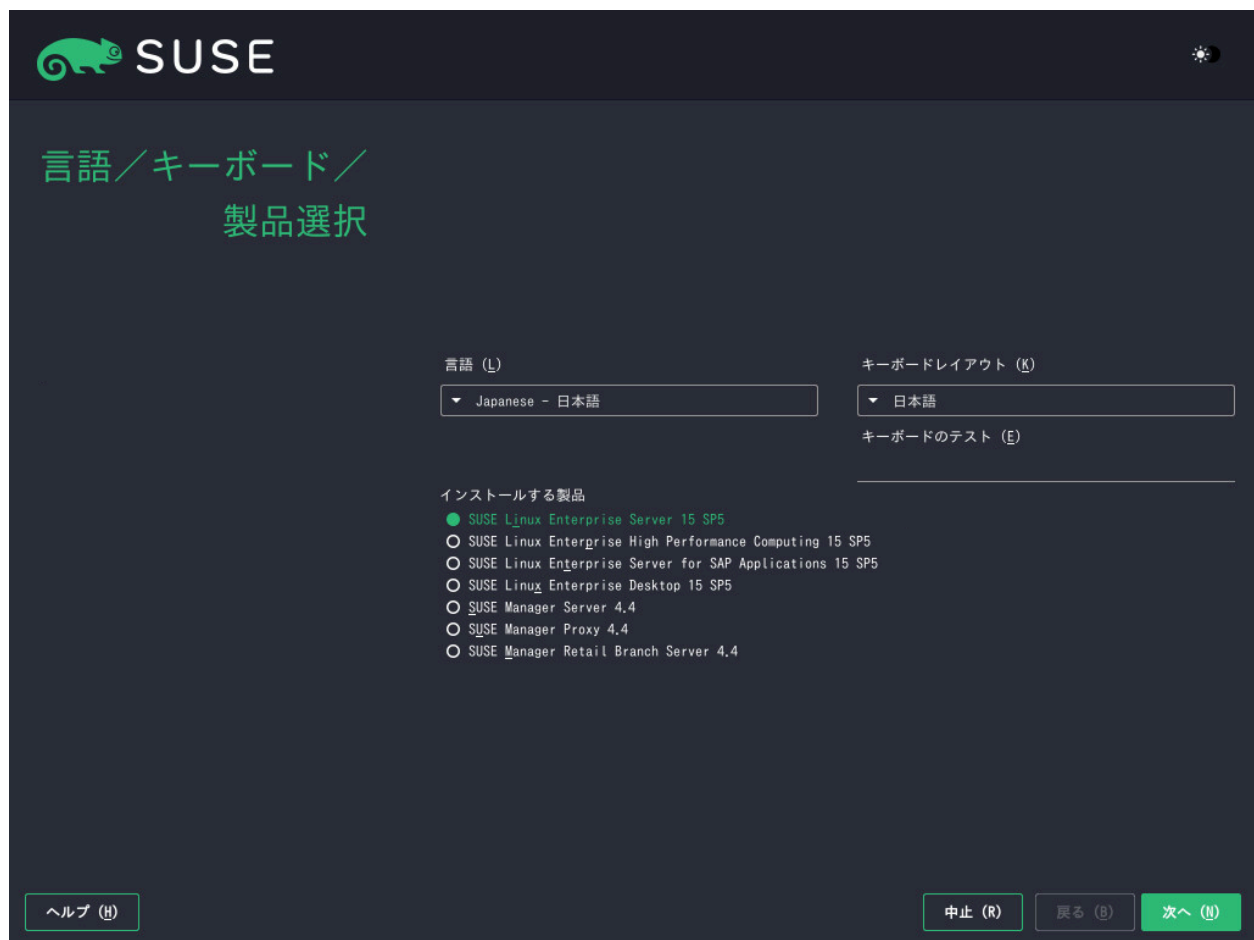 SUSE
言語／キーボード／
製品選択
言語 (L)
キーボードレイアウト (K)
Japanese - 日本語
日本語
キーボードのテスト (E)
インストールする製品
SUSE Linux Enterprise Server 15 SP5
SUSE Linux Enterprise High Performance Computing 15 SP5
SUSE Linux Enterprise Server for SAP Applications 15 SP5
SUSE Linux Enterprise Desktop 15 SP5
SUSE Manager Server 4.4
SUSE Manager Proxy 4.4
SUSE Manager Retail Branch Server 4.4
ヘルプ (H)
中止 (R)
戻る (B)
次へ (N)